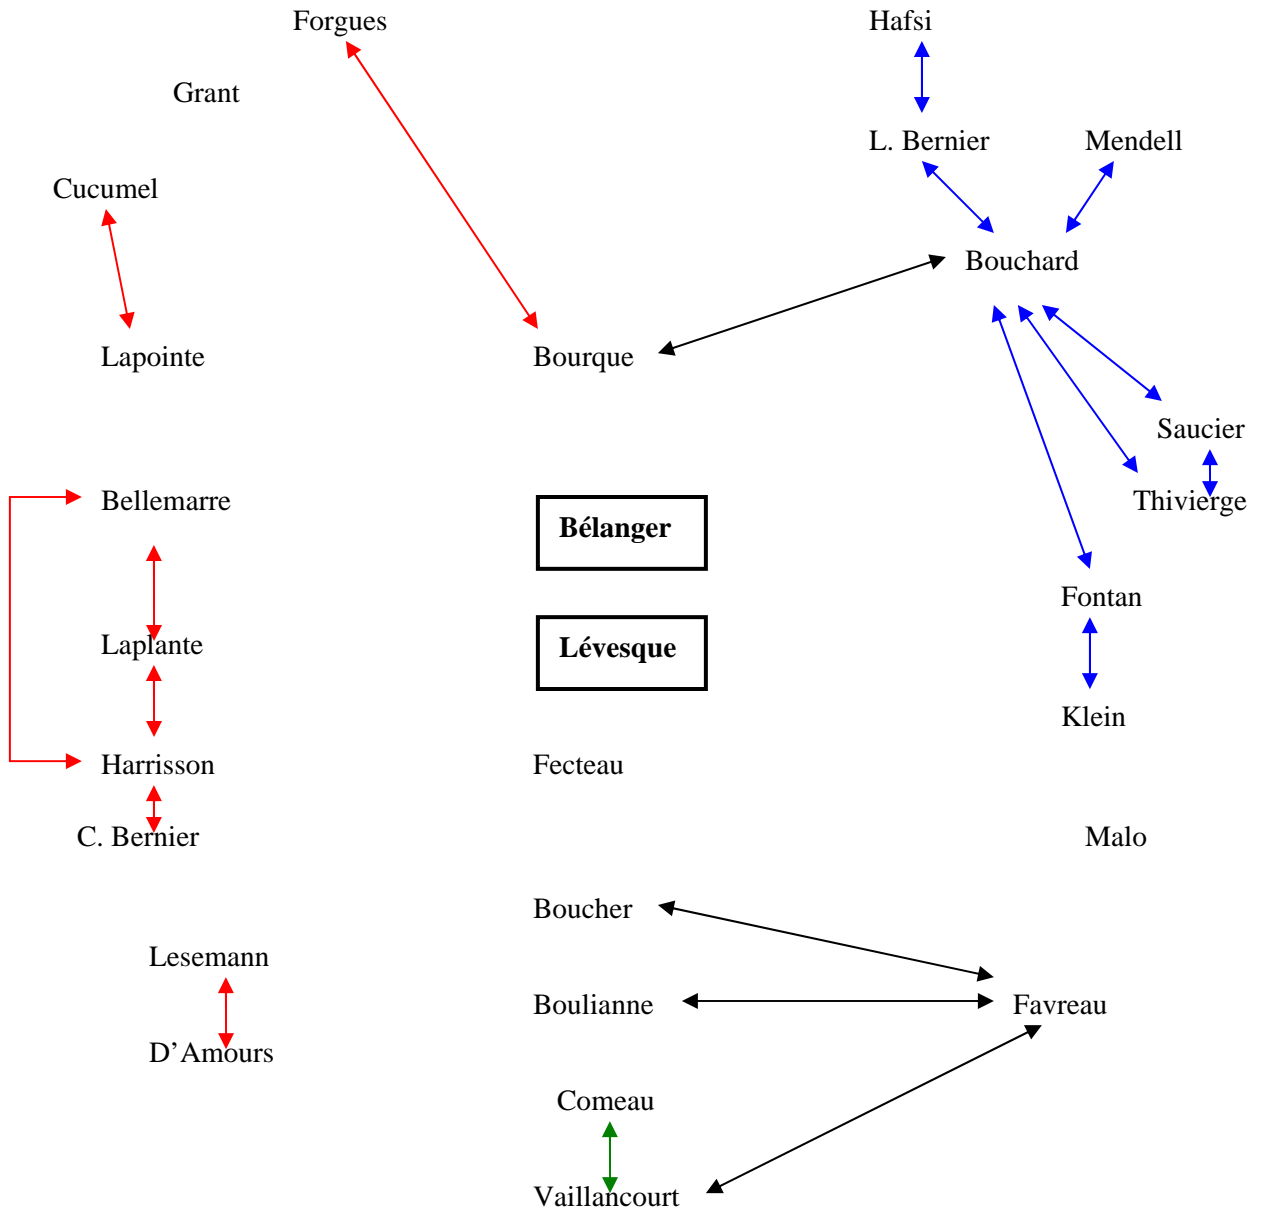 Forgues
Hafsi
Grant
L. Bernier
Mendell
Cucumel
Bouchard
Lapointe
Bourque
Saucier
Bellemarre
Thivierge
Bélanger
Fontan
Laplante
Lévesque
Klein
Harrisson
Fecteau
C. Bernier
Malo
Boucher
Lesemann
Boulianne
Favreau
D'Amours
Comeau
Vaillancourt